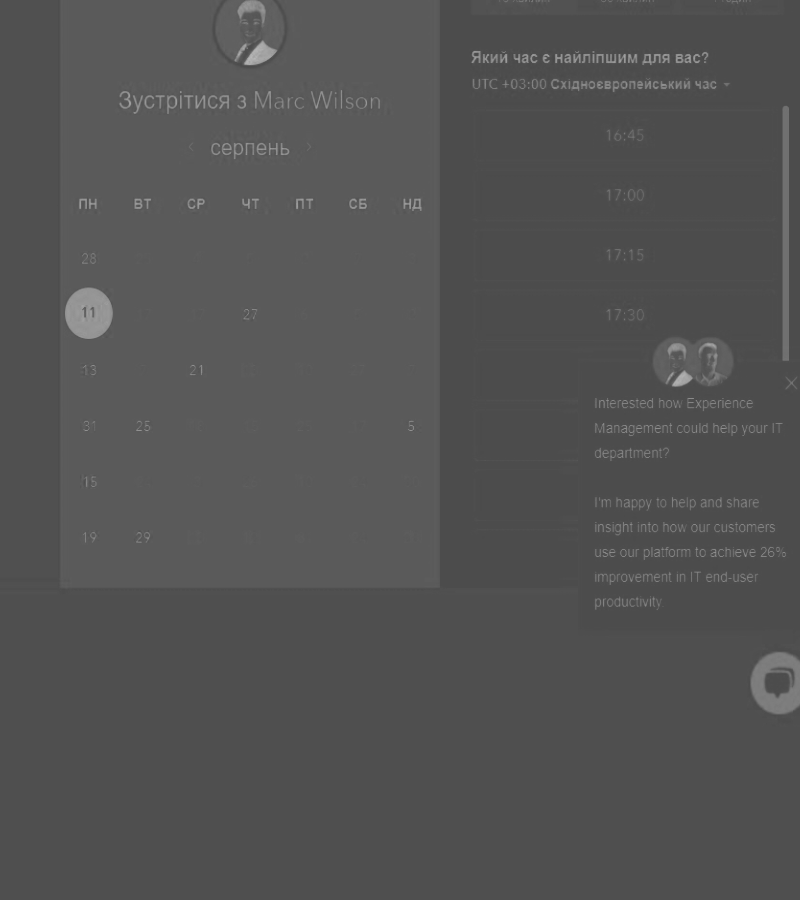 Зустрітися з Marc Wilson
серпень
ПН ВТ СР ЧТ ПТ СБ НД
28
11 27
13 21
31 25 5
15
19 29
Який час є найліпшим для вас?
UTC +03:00 Східноєвропейський час
16:45
17:00
17:15
17:30
Interested how Experience
Management could help your IT
department?
I'm happy to help and share
insight into how our customers
use our platform to achieve 26%
improvement in IT end-user
productivity